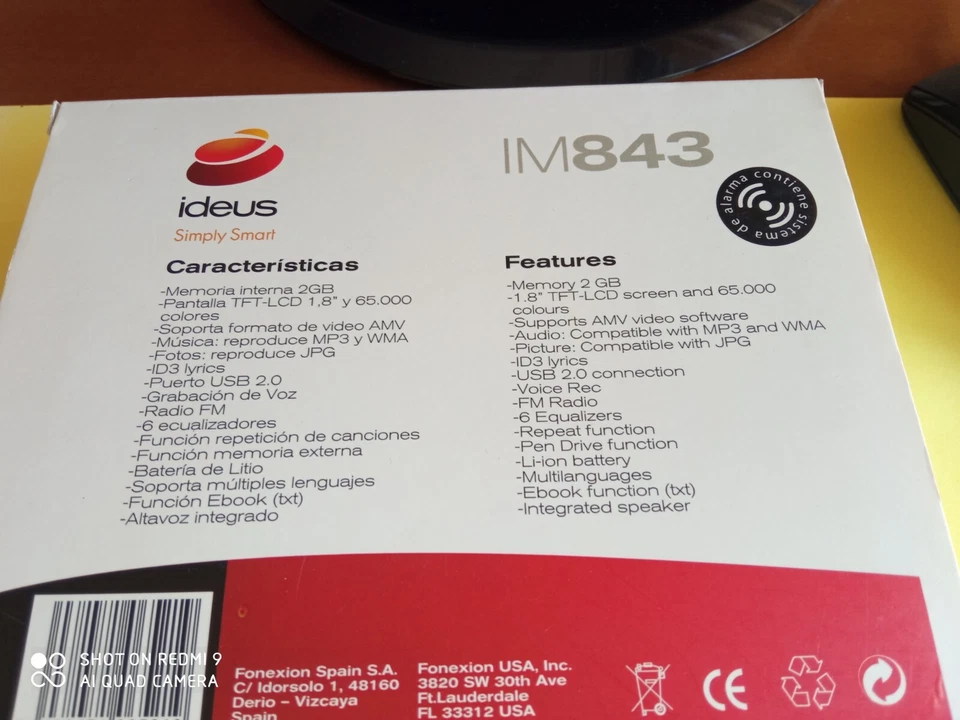 ideus
Simply Smart
IM843
sistema de alarma contiene
Características
-Memoria interna 2GB
-Pantalla TFT-LCD 1,8" y 65.000
colores
-Soporta formato de video AMV
-Música: reproduce MP3 y WMA
-Fotos: reproduce JPG
-ID3 lyrics
-Puerto USB 2.0
-Grabación de Voz
-Radio FM
-6 ecualizadores
-Función repetición de canciones
-Función memoria externa
-Batería de Litio
-Soporta múltiples lenguajes
-Función Ebook (txt)
-Altavoz integrado
Features
-Memory 2 GB
-1.8" TFT-LCD screen and 65.000
colours
-Supports AMV video software
-Audio: Compatible with MP3 and WMA
-Picture: Compatible with JPG
-ID3 lyrics
-USB 2.0 connection
-Voice Rec
-FM Radio
-6 Equalizers
-Repeat function
-Pen Drive function
-Li-ion battery
-Multilanguages
-Ebook function (txt)
-Integrated speaker
Fonexion Spain S.A.
C/ Idorsolo 1, 48160
Derio - Vizcaya
Spain
Fonexion USA, Inc.
3820 SW 30th Ave
Ft.Lauderdale
FL 33312 USA
CE
SHOT ON REDMI 9
AI QUAD CAMERA